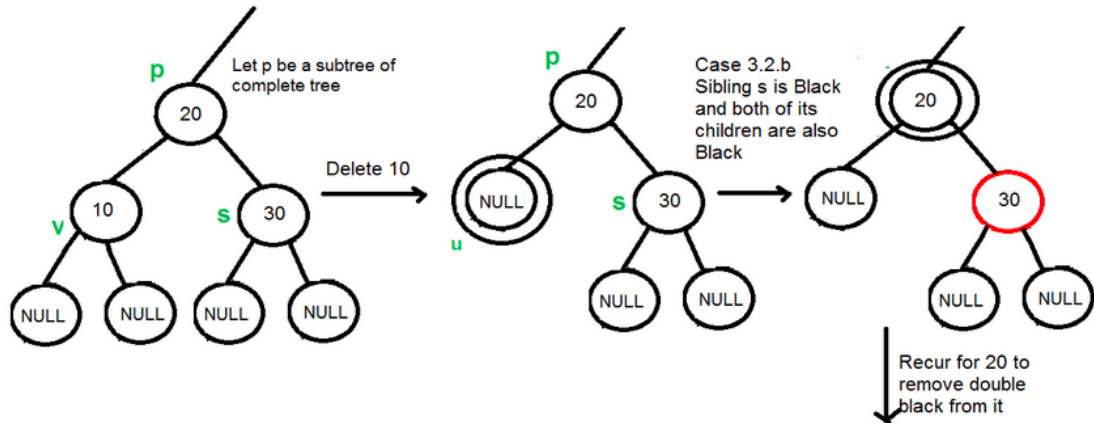 p
Let p be a subtree of
complete tree
20
10
v
s
30
NULL
NULL
NULL
NULL
Delete 10
p
20
NULL
u
s
30
NULL
NULL
Case 3.2.b
Sibling s is Black
and both of its
children are also
Black
20
NULL
30
NULL
NULL
Recur for 20 to
remove double
black from it